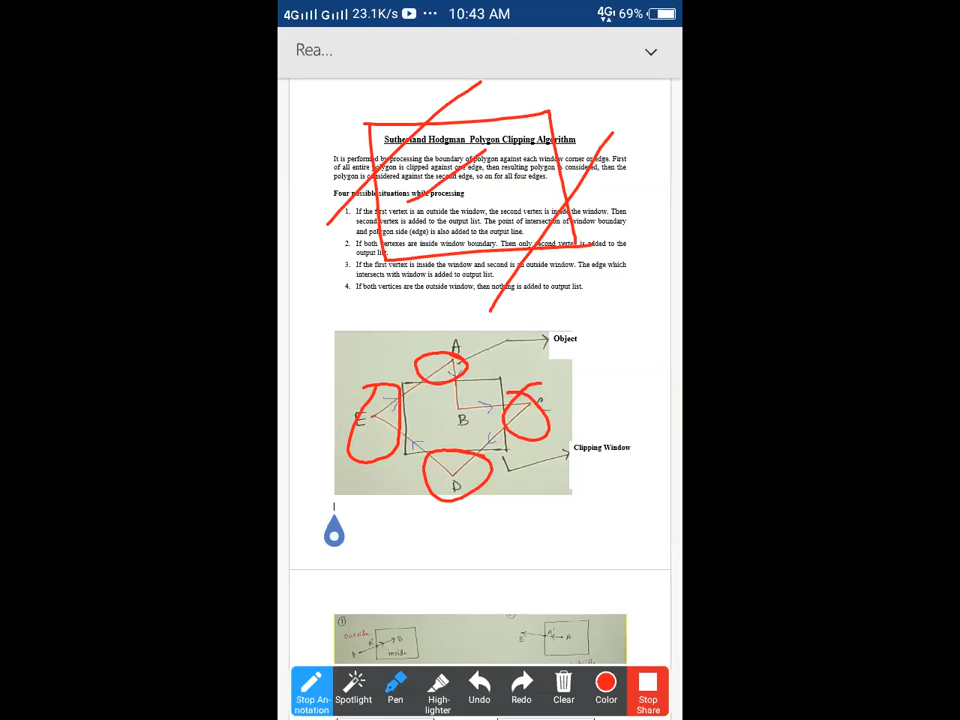 4G G 23.1K/s ... 10:43 AM 4G 69%
Rea...
Sutherland Hodgman Polygon Clipping Algorithm
It is performed by processing the boundary of polygon against each window corner or edge. First
of all entire polygon is clipped against one edge, then resulting polygon is considered, then the
polygon is considered against the second edge, so on for all four edges.
Four possible situations while processing
1. If the first vertex is an outside the window, the second vertex is inside the window. Then
second vertex is added to the output list. The point of intersection of window boundary
and polygon side (edge) is also added to the output line.
2. If both vertexes are inside window boundary. Then only second vertex is added to the
output list.
3. If the first vertex is inside the window and second is an outside window. The edge which
intersects with window is added to output list.
4. If both vertices are the outside window, then nothing is added to output list.
A
Object
E
B
Clipping Window
D
1
outside
A' B
inside
A' A
Stop An-
notation
Spotlight
Pen
High-
lighter
Undo
Redo
Clear
Color
Stop
Share